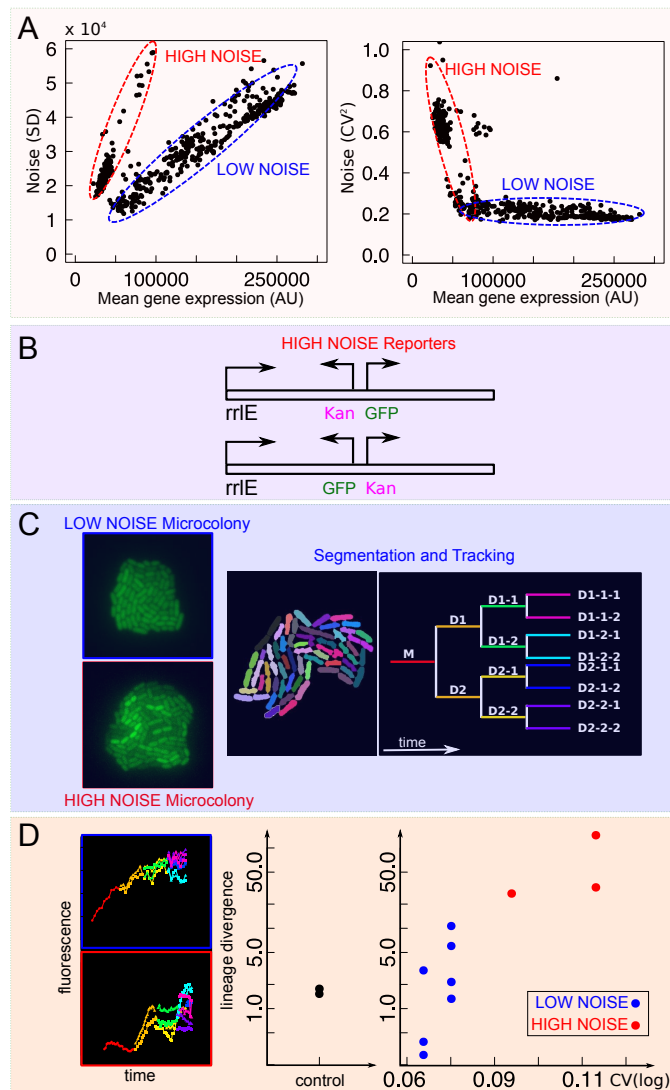 A
× 10⁴
HIGH NOISE
LOW NOISE
Noise (SD)
6
5
4
3
2
1
0
0
100000
250000
Mean gene expression (AU)
HIGH NOISE
LOW NOISE
Noise (CV²)
1.0
0.8
0.6
0.4
0.2
0.0
0
100000
250000
Mean gene expression (AU)
B
HIGH NOISE Reporters
rrlE
Kan
GFP
rrlE
GFP
Kan
C
LOW NOISE Microcolony
HIGH NOISE Microcolony
Segmentation and Tracking
M
D1
D2
D1-1
D1-2
D2-1
D2-2
D1-1-1
D1-1-2
D1-2-1
D1-2-2
D2-1-1
D2-1-2
D2-2-1
D2-2-2
time
D
fluorescence
time
lineage divergence
50.0
5.0
1.0
control
50.0
5.0
1.0
LOW NOISE
HIGH NOISE
0.06
0.09
0.11
CV(log)